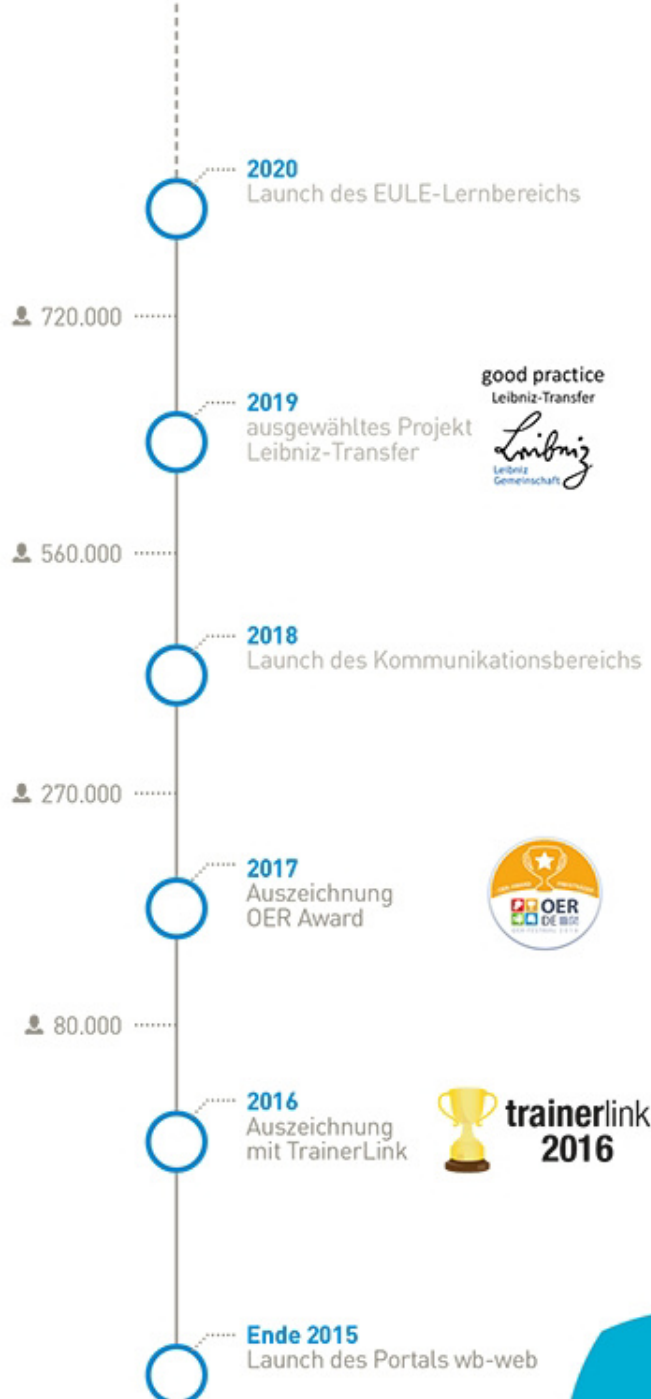 2020
Launch des EULE-Lernbereichs
720.000
good practice
Leibniz-Transfer
2019
ausgewähltes Projekt
Leibniz-Transfer
Leibniz
Leibniz
Gemeinschaft
560.000
2018
Launch des Kommunikationsbereichs
270.000
2017
Auszeichnung
OER Award
OER
DE
80.000
2016
Auszeichnung
mit TrainerLink
trainerlink
2016
Ende 2015
Launch des Portals wb-web